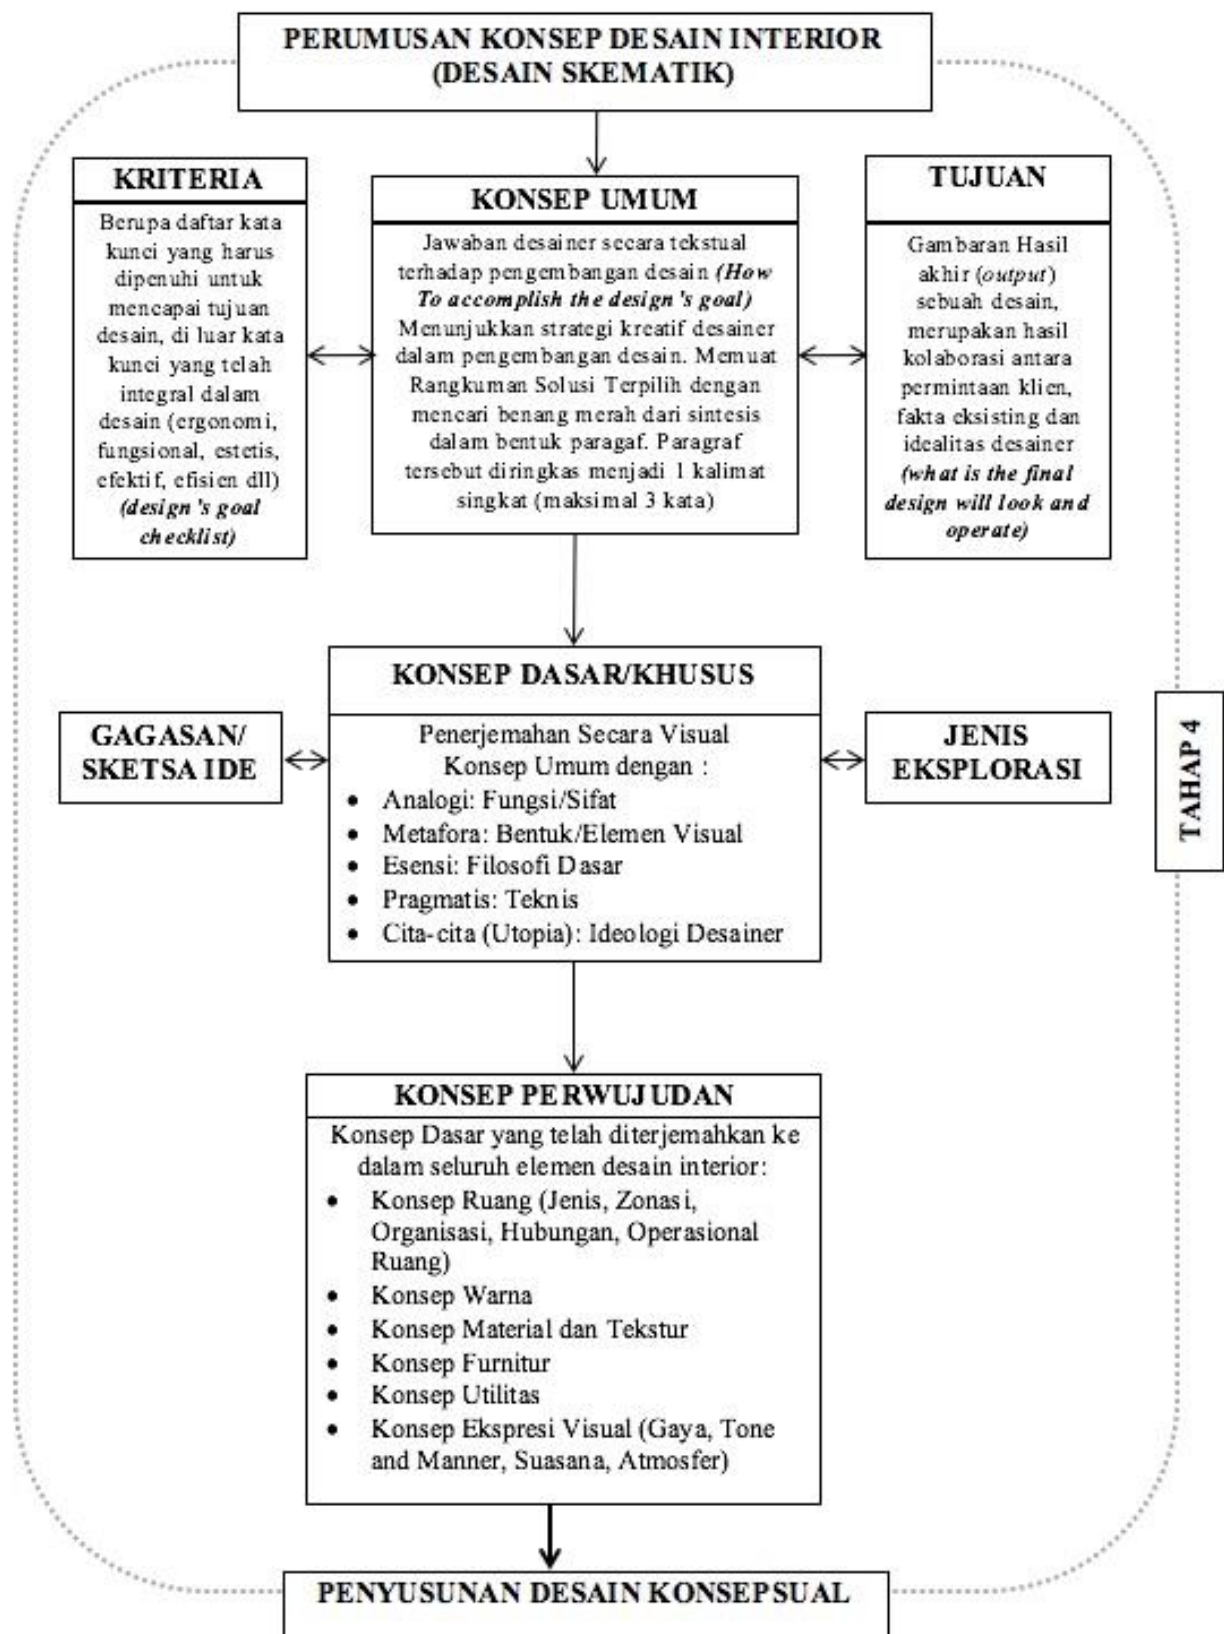 PERUMUSAN KONSEP DESAIN INTERIOR
(DESAIN SKEMATIK)
KRITERIA
Berupa daftar kata
kunci yang harus
dipenuhi untuk
mencapai tujuan
desain, di luar kata
kunci yang telah
integral dalam
desain (ergonomi,
fungsional, estetis,
efektif, efisien dll)
(design's goal
checklist)
KONSEP UMUM
Jawaban desainer secara tekstual
terhadap pengembangan desain (How
To accomplish the design's goal)
Menunjukkan strategi kreatif desainer
dalam pengembangan desain. Memuat
Rangkuman Solusi Terpilih dengan
mencari benang merah dari sintesis
dalam bentuk paragaf. Paragraf
tersebut diringkas menjadi 1 kalimat
singkat (maksimal 3 kata)
TUJUAN
Gambaran Hasil
akhir (output)
sebuah desain,
merupakan hasil
kolaborasi antara
permintaan klien,
fakta eksisting dan
idealitas desainer
(what is the final
design will look and
operate)
GAGASAN/
SKETSA IDE
KONSEP DASAR/KHUSUS
Penerjemahan Secara Visual
Konsep Umum dengan :
• Analogi: Fungsi/Sifat
• Metafora: Bentuk/Elemen Visual
• Esensi: Filosofi Dasar
• Pragmatis: Teknis
• Cita-cita (Utopia): Ideologi Desainer
JENIS
EKSPLORASI
TAHAP 4
KONSEP PERWUJUDAN
Konsep Dasar yang telah diterjemahkan ke
dalam seluruh elemen desain interior:
• Konsep Ruang (Jenis, Zonasi,
Organisasi, Hubungan, Operasional
Ruang)
• Konsep Warna
• Konsep Material dan Tekstur
• Konsep Furnitur
• Konsep Utilitas
• Konsep Ekspresi Visual (Gaya, Tone
and Manner, Suasana, Atmosfer)
PENYUSUNAN DESAIN KONSEPSUAL